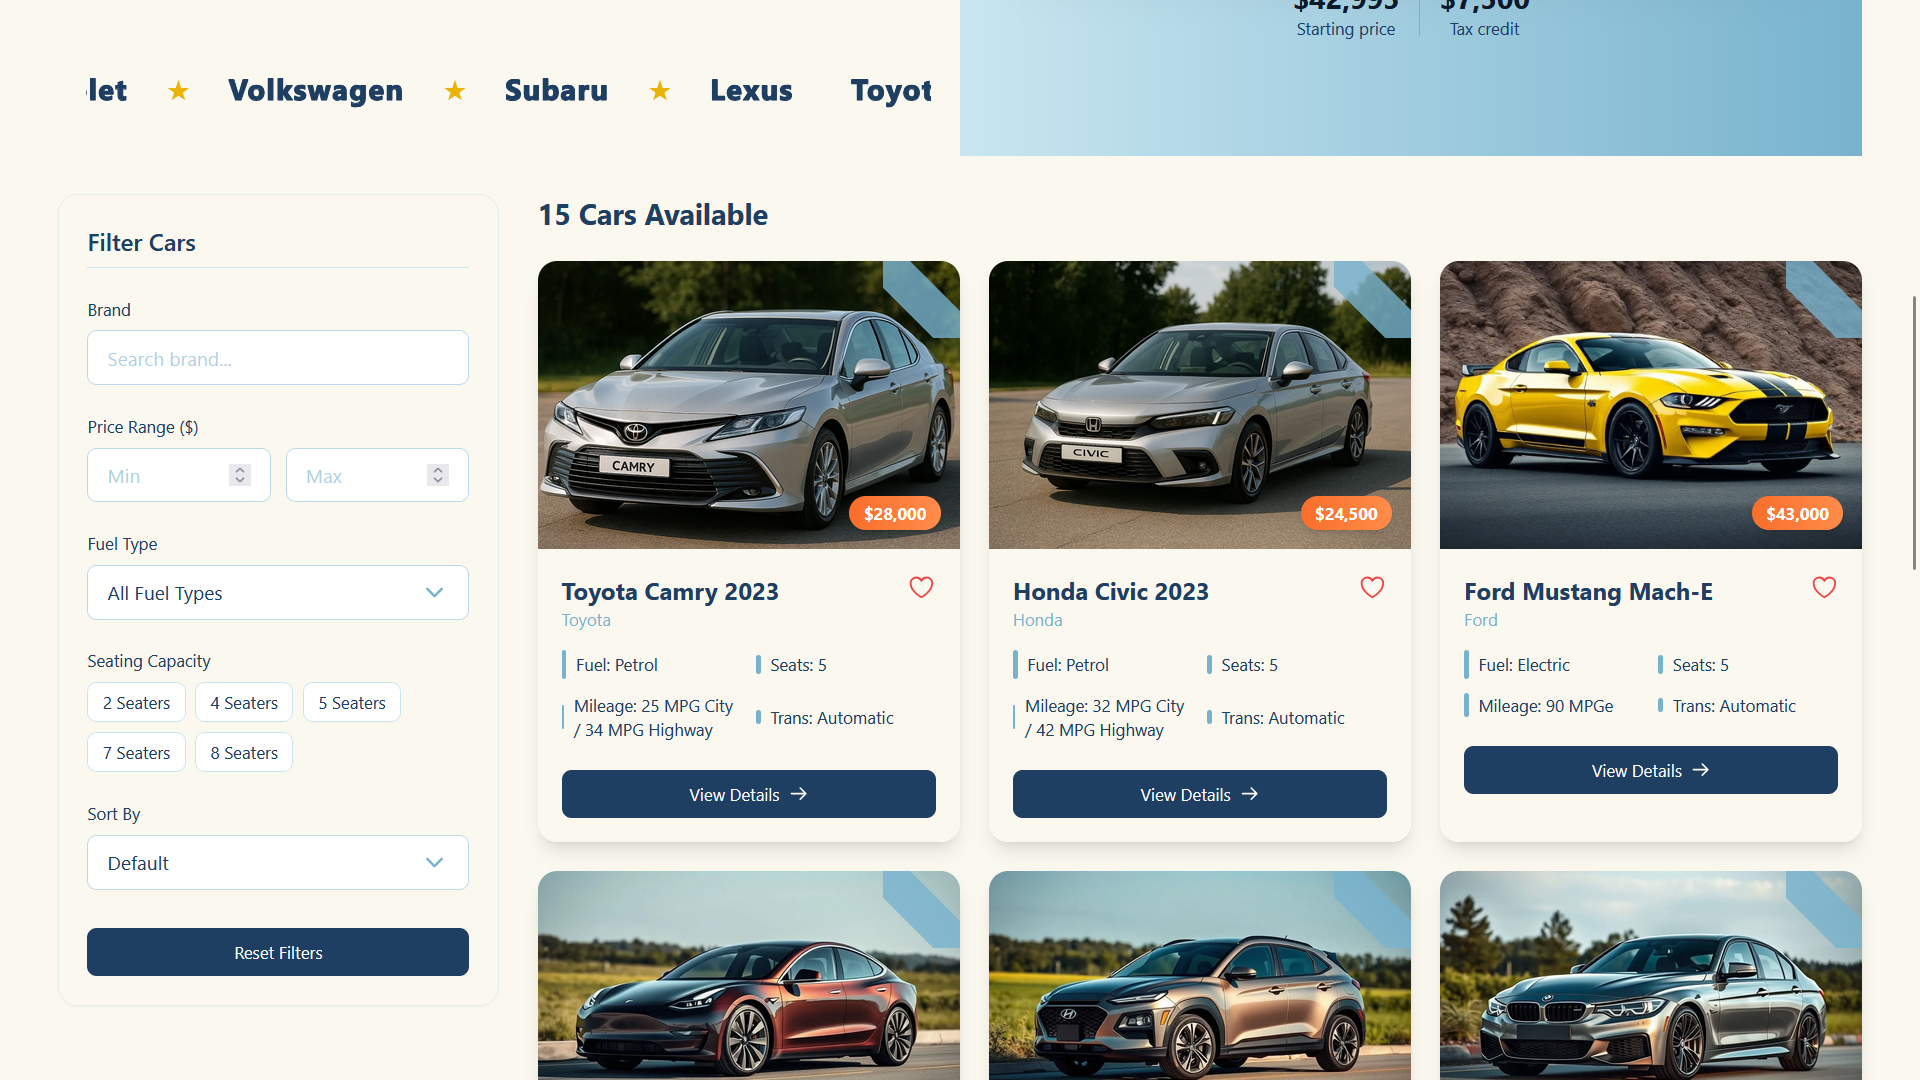 $42,995
Starting price
$7,500
Tax credit
let ★ Volkswagen ★ Subaru ★ Lexus Toyot
Filter Cars
Brand
Search brand...
Price Range ($)
Min
Max
Fuel Type
All Fuel Types
Seating Capacity
2 Seaters
4 Seaters
5 Seaters
7 Seaters
8 Seaters
Sort By
Default
Reset Filters
15 Cars Available
CAMRY
$28,000
Toyota Camry 2023
Toyota
Fuel: Petrol
Seats: 5
Mileage: 25 MPG City
/ 34 MPG Highway
Trans: Automatic
View Details →
CIVIC
$24,500
Honda Civic 2023
Honda
Fuel: Petrol
Seats: 5
Mileage: 32 MPG City
/ 42 MPG Highway
Trans: Automatic
View Details →
$43,000
Ford Mustang Mach-E
Ford
Fuel: Electric
Seats: 5
Mileage: 90 MPGe
Trans: Automatic
View Details →